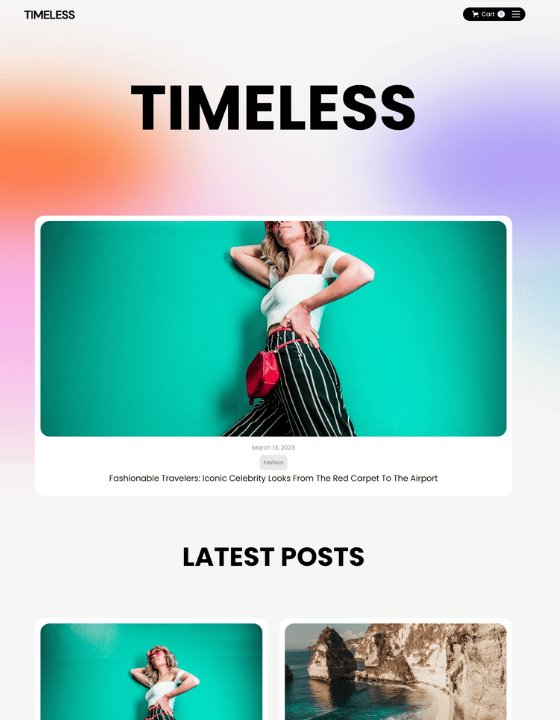 TIMELESS
Cart 0
TIMELESS
March 13, 2023
Fashion
Fashionable Travelers: Iconic Celebrity Looks From The Red Carpet To The Airport
LATEST POSTS